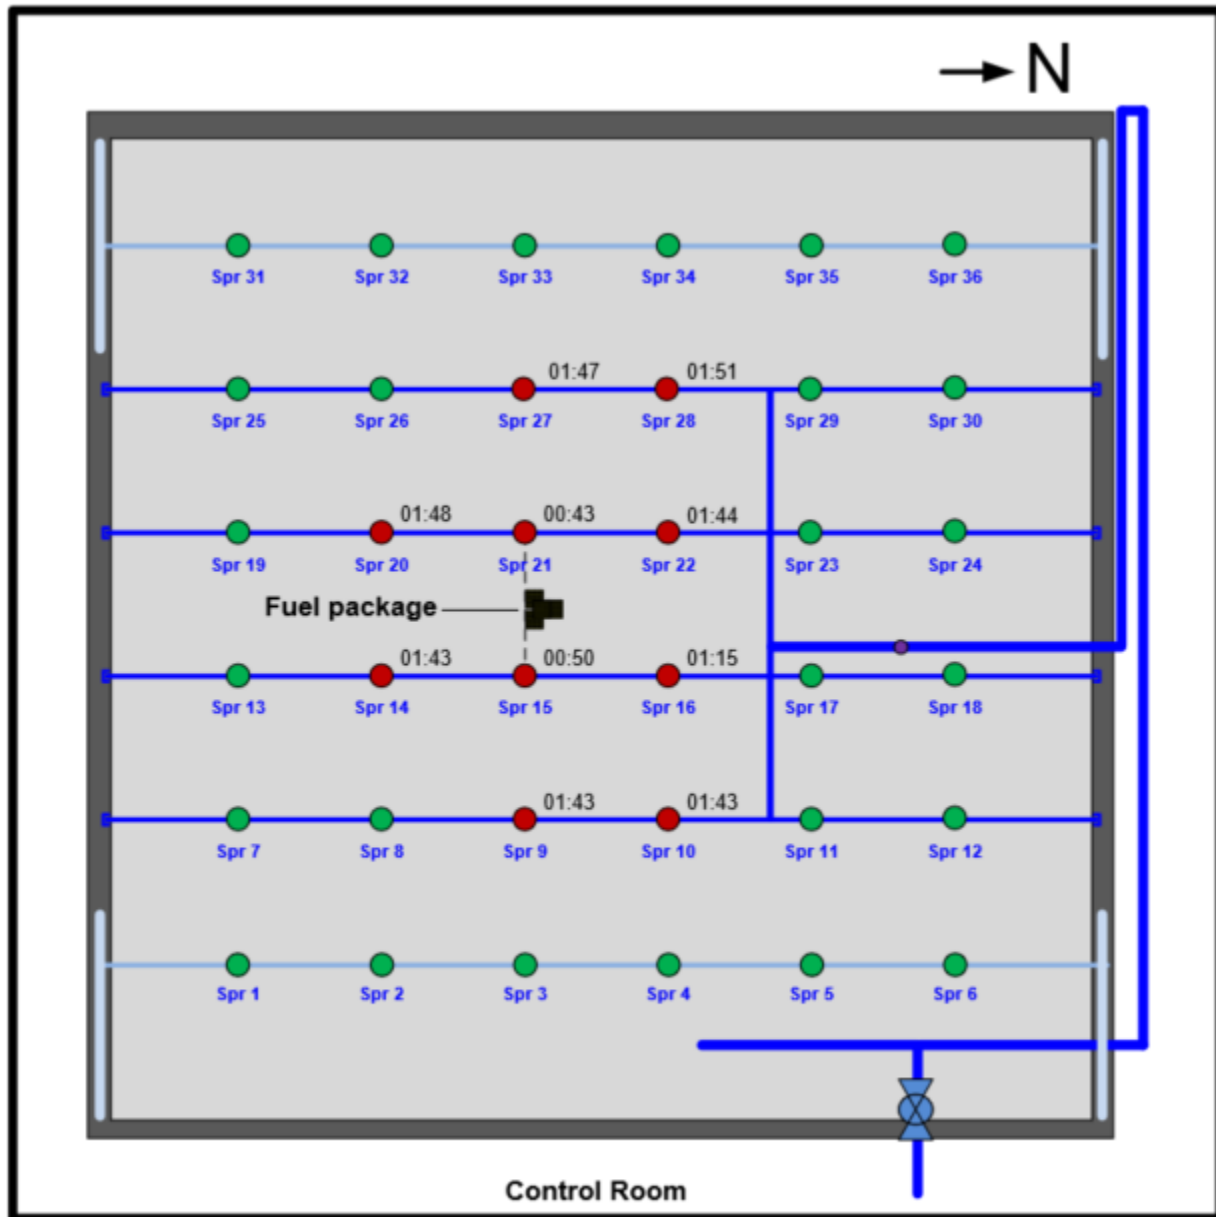 N
Spr 31 Spr 32 Spr 33 Spr 34 Spr 35 Spr 36
01:47 01:51
Spr 25 Spr 26 Spr 27 Spr 28 Spr 29 Spr 30
01:48 00:43 01:44
Spr 19 Spr 20 Spr 21 Spr 22 Spr 23 Spr 24
Fuel package
01:43 00:50 01:15
Spr 13 Spr 14 Spr 15 Spr 16 Spr 17 Spr 18
01:43 01:43
Spr 7 Spr 8 Spr 9 Spr 10 Spr 11 Spr 12
Spr 1 Spr 2 Spr 3 Spr 4 Spr 5 Spr 6
Control Room